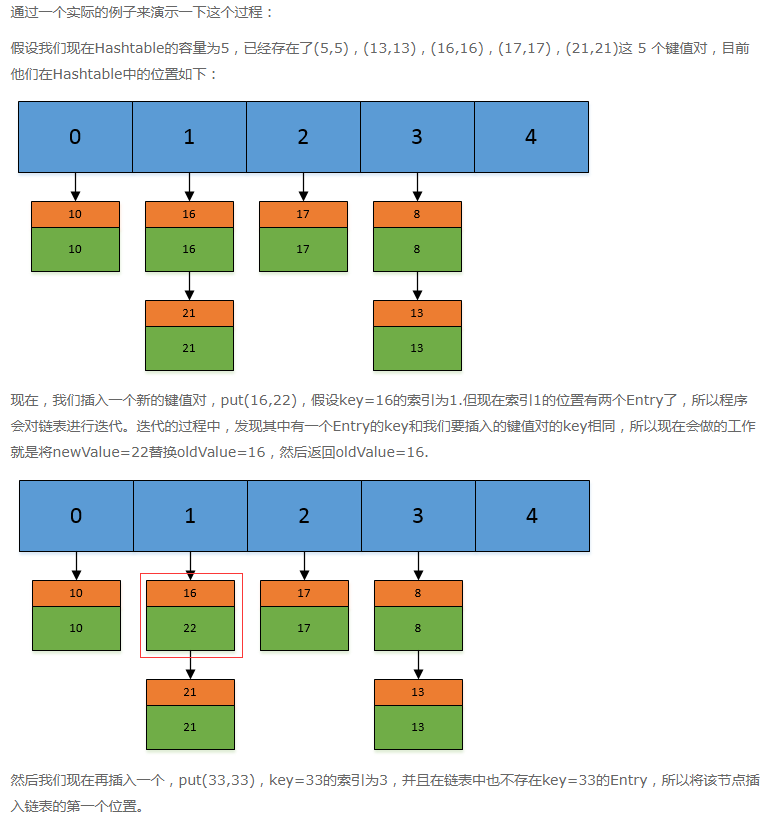 通过一个实际的例子来演示一下这个过程：
假设我们现在Hashtable的容量为5，已经存在了(5,5)，(13,13)，(16,16)，(17,17)，(21,21)这 5 个键值对，目前
他们在Hashtable中的位置如下：
0 1 2 3 4
10 16 17 8
10 16 17 8
21 13
21 13
现在，我们插入一个新的键值对，put(16,22)，假设key=16的索引为1.但现在索引1的位置有两个Entry了，所以程序
会对链表进行迭代。迭代的过程中，发现其中有一个Entry的key和我们要插入的键值对的key相同，所以现在会做的工作
就是将newValue=22替换oldValue=16，然后返回oldValue=16.
0 1 2 3 4
10 16 17 8
10 22 17 8
21 13
21 13
然后我们现在再插入一个，put(33,33)，key=33的索引为3，并且在链表中也不存在key=33的Entry，所以将该节点插
入链表的第一个位置。